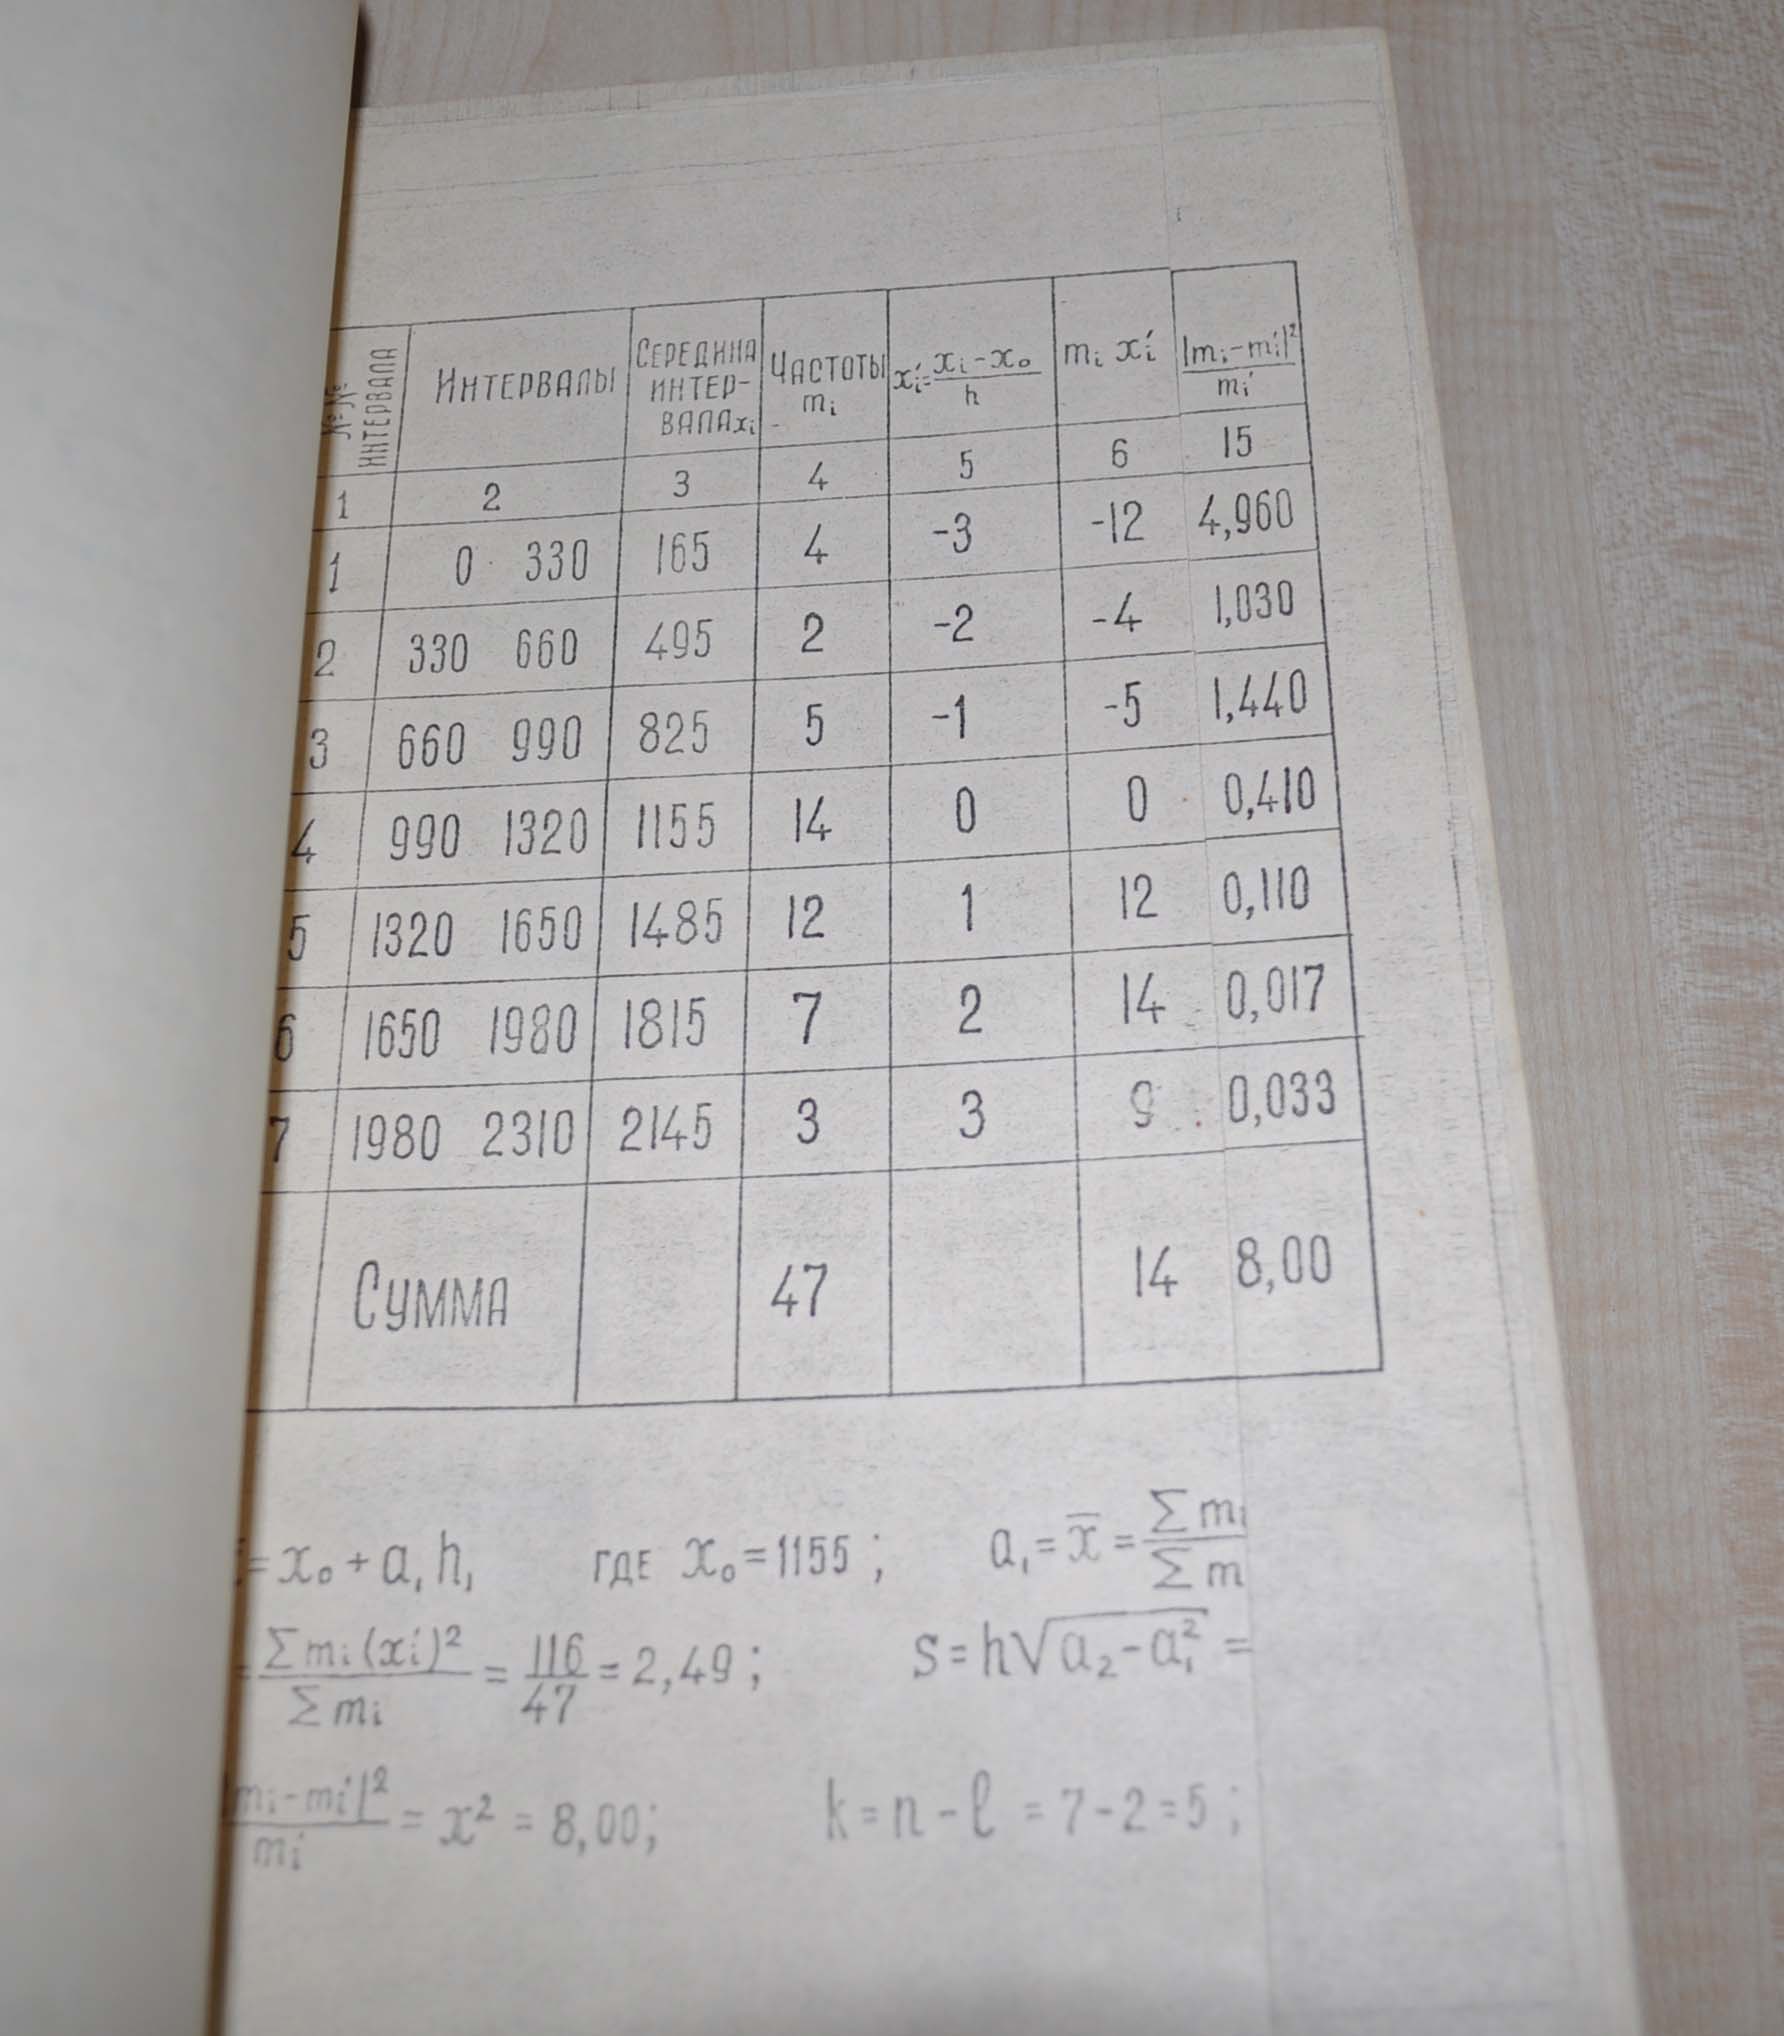 №№ ИНТЕРВАЛА ИНТЕРВАЛЫ СЕРЕДИНА ИНТЕР- ВАЛА xᵢ ЧАСТОТЫ mᵢ xᵢ′= (xᵢ − x₀)/h mᵢ xᵢ′ |mᵢ − mᵢ′|²/mᵢ′
1 2 3 4 5 6 15
1 0 330 165 4 -3 -12 4,960
2 330 660 495 2 -2 -4 1,030
3 660 990 825 5 -1 -5 1,440
4 990 1320 1155 14 0 0 0,410
5 1320 1650 1485 12 1 12 0,110
6 1650 1980 1815 7 2 14 0,017
7 1980 2310 2145 3 3 9 0,033
СУММА 47 14 8,00
= x₀ + a₁ h, ГДЕ x₀ = 1155 ; a₁ = x̄ = Σ mᵢ / Σ m
= Σ mᵢ (xᵢ′)² / Σ mᵢ = 116/47 = 2,49 ; S = h√(a₂ − a₁²) =
mᵢ − mᵢ′|² / mᵢ′ = x² = 8,00; k = n − ℓ = 7 − 2 = 5 ;